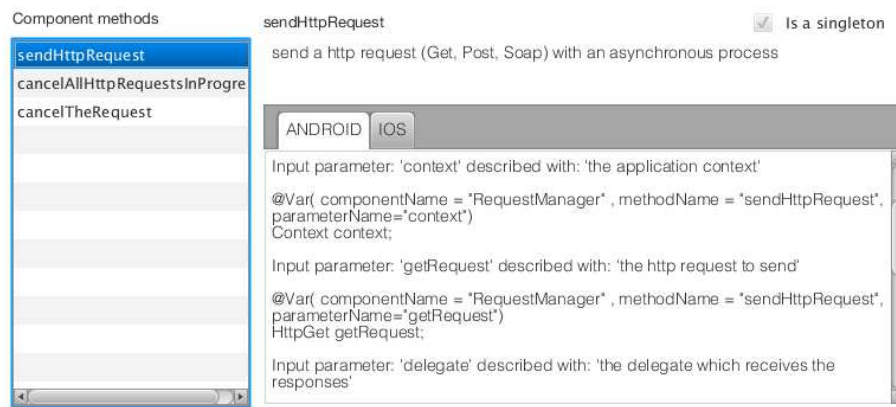 Component methods
sendHttpRequest
cancelAllHttpRequestsInProgre
cancelTheRequest
sendHttpRequest
Is a singleton
send a http request (Get, Post, Soap) with an asynchronous process
ANDROID
IOS
Input parameter: 'context' described with: 'the application context'
@Var( componentName = "RequestManager" , methodName = "sendHttpRequest",
parameterName="context")
Context context;
Input parameter: 'getRequest' described with: 'the http request to send'
@Var( componentName = "RequestManager" , methodName = "sendHttpRequest",
parameterName="getRequest")
HttpGet getRequest;
Input parameter: 'delegate' described with: 'the delegate which receives the
responses'